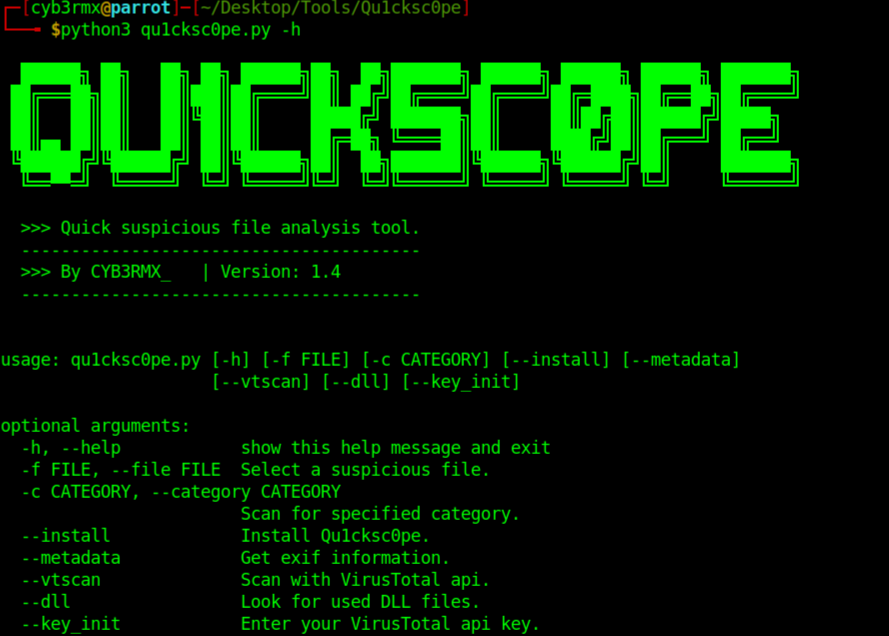 [cyb3rmx@parrot]-[~/Desktop/Tools/Qu1cksc0pe]
$python3 qu1cksc0pe.py -h
QU1CKSC0PE
>>> Quick suspicious file analysis tool.
----------------------------------------
>>> By CYB3RMX_   | Version: 1.4
----------------------------------------
usage: qu1cksc0pe.py [-h] [-f FILE] [-c CATEGORY] [--install] [--metadata]
[--vtscan] [--dll] [--key_init]
optional arguments:
-h, --help            show this help message and exit
-f FILE, --file FILE  Select a suspicious file.
-c CATEGORY, --category CATEGORY
Scan for specified category.
--install             Install Qu1cksc0pe.
--metadata            Get exif information.
--vtscan              Scan with VirusTotal api.
--dll                 Look for used DLL files.
--key_init            Enter your VirusTotal api key.